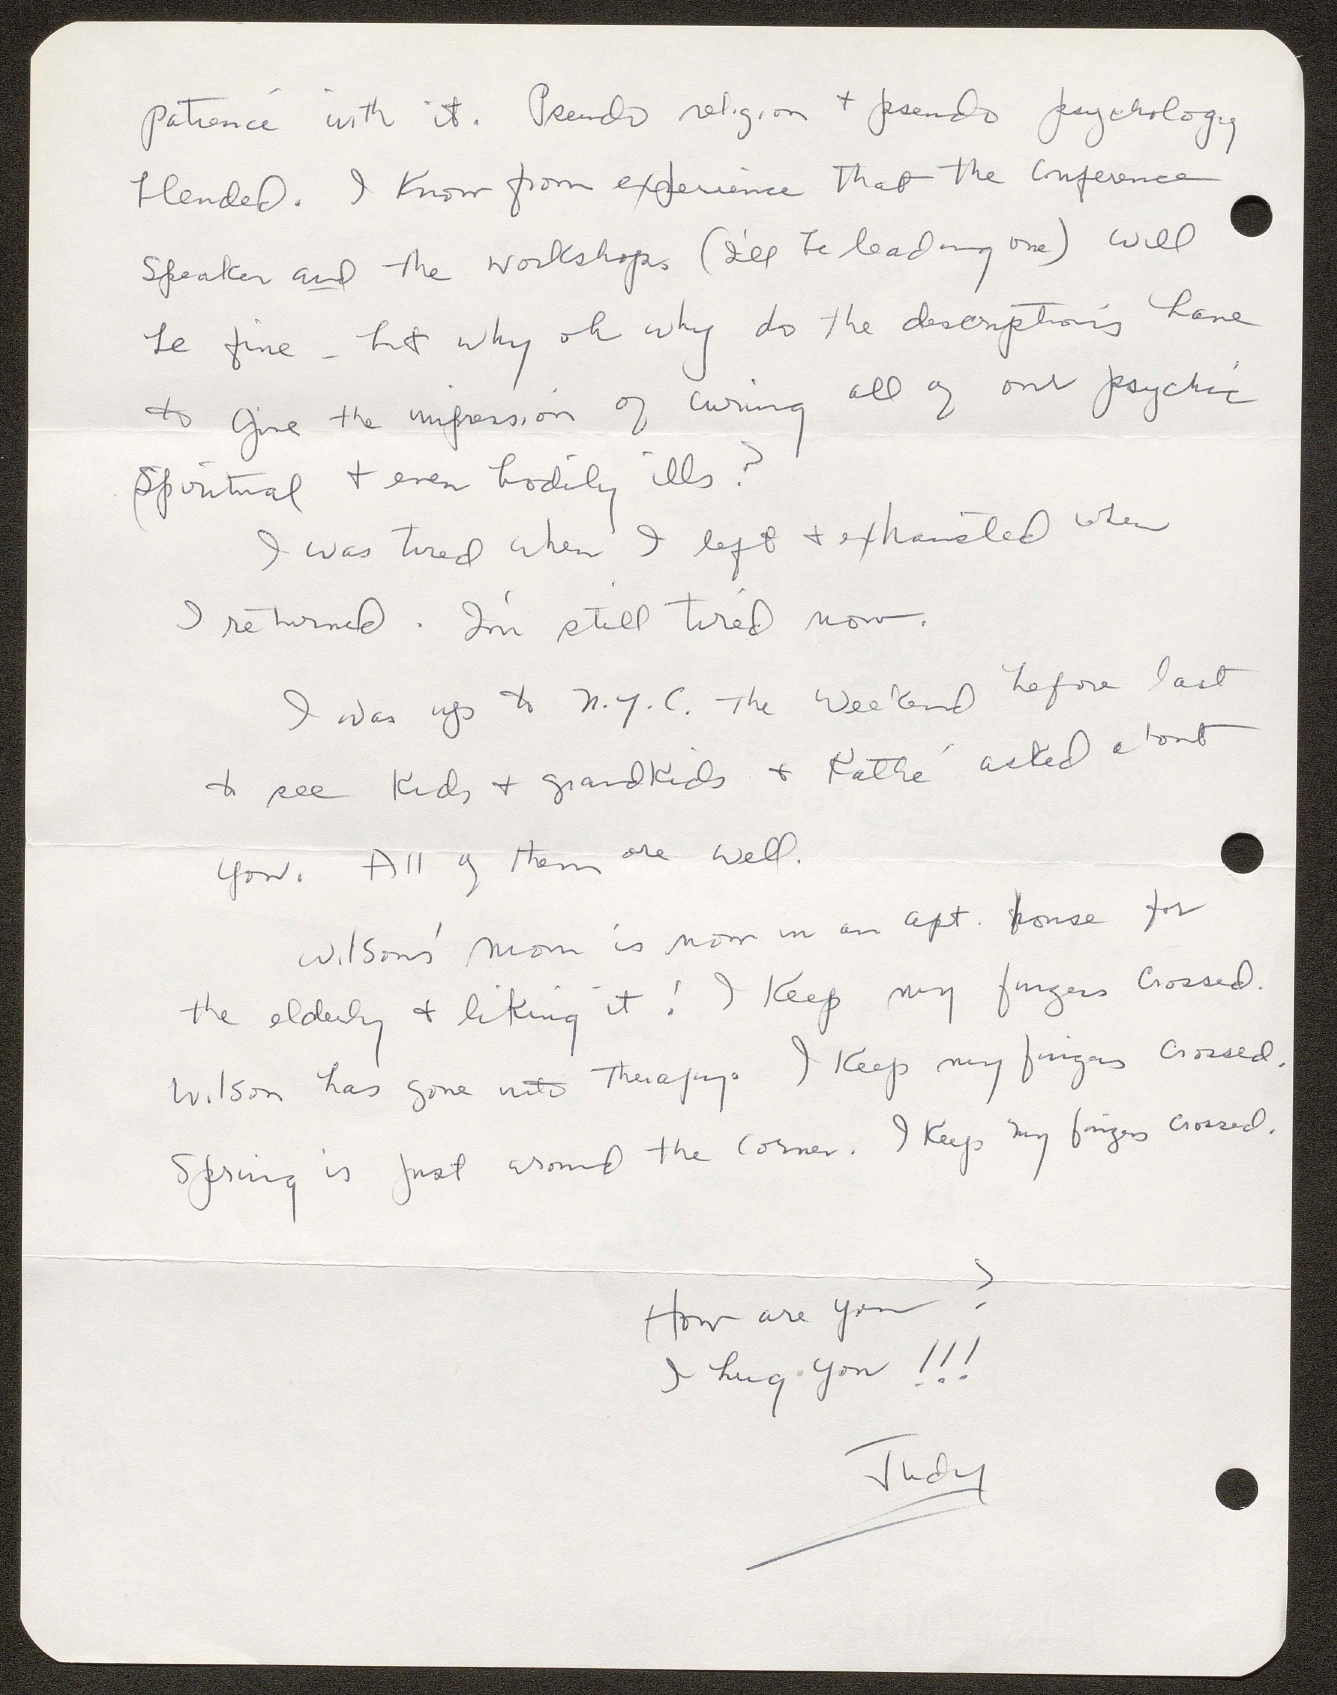 patience with it. Pseudo religion + pseudo psychology
blended. I know from experience that the conference
speaker and the workshops (I'll be leading one) will
be fine - but why oh why do the descriptions have
to give the impression of curing all of our psychic
spiritual + even bodily ills?
I was tired when I left + exhausted when
I returned. I'm still tired now.
I was up to N.Y.C. the weekend before last
to see kids + grandkids + Kathé asked about
you. All of them are well.
Wilson's mom is now in an apt. house for
the elderly + liking it! I keep my fingers crossed.
Wilson has gone into therapy. I keep my fingers crossed.
Spring is just around the corner. I keep my fingers crossed.
How are you?
I hug you!!!
Judy